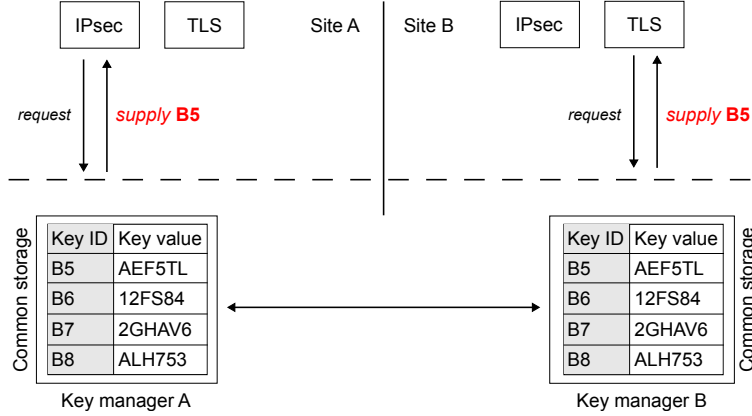 IPsec TLS Site A Site B IPsec TLS
request supply B5 request supply B5
Common storage
Key ID Key value
B5 AEF5TL
B6 12FS84
B7 2GHAV6
B8 ALH753
Key manager A
Key ID Key value
B5 AEF5TL
B6 12FS84
B7 2GHAV6
B8 ALH753
Common storage
Key manager B